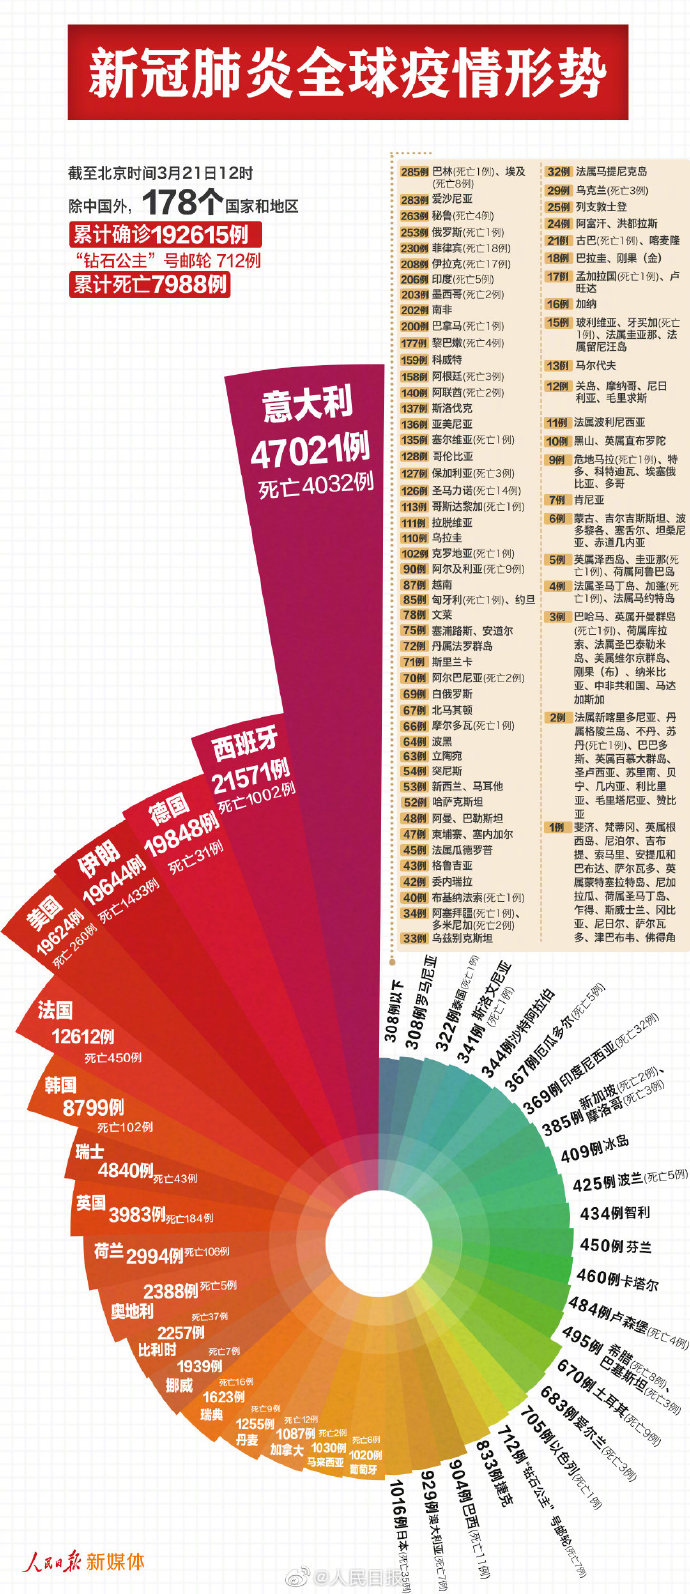 新冠肺炎全球疫情形势
截至北京时间3月21日12时
除中国外，178个国家和地区
累计确诊192615例
“钻石公主”号邮轮 712例
累计死亡7988例
285例 巴林(死亡1例)、埃及
(死亡8例)
283例 爱沙尼亚
263例 秘鲁(死亡4例)
253例 俄罗斯(死亡1例)
230例 菲律宾(死亡18例)
208例 伊拉克(死亡17例)
206例 印度(死亡5例)
203例 墨西哥(死亡2例)
202例 南非
200例 巴拿马(死亡1例)
177例 黎巴嫩(死亡4例)
159例 科威特
158例 阿根廷(死亡3例)
140例 阿联酋(死亡2例)
137例 斯洛伐克
136例 亚美尼亚
135例 塞尔维亚(死亡1例)
128例 哥伦比亚
127例 保加利亚(死亡3例)
126例 圣马力诺(死亡14例)
113例 哥斯达黎加(死亡1例)
111例 拉脱维亚
110例 乌拉圭
102例 克罗地亚(死亡1例)
90例 阿尔及利亚(死亡9例)
87例 越南
85例 匈牙利(死亡1例)、约旦
78例 文莱
75例 塞浦路斯、安道尔
72例 丹属法罗群岛
71例 斯里兰卡
70例 阿尔巴尼亚(死亡2例)
69例 白俄罗斯
67例 北马其顿
66例 摩尔多瓦(死亡1例)
64例 波黑
63例 立陶宛
54例 突尼斯
53例 新西兰、马耳他
52例 哈萨克斯坦
48例 阿曼、巴勒斯坦
47例 柬埔寨、塞内加尔
45例 法属瓜德罗普
43例 格鲁吉亚
42例 委内瑞拉
40例 布基纳法索(死亡1例)
34例 阿塞拜疆(死亡1例)、
多米尼加(死亡2例)
33例 乌兹别克斯坦
32例 法属马提尼克岛
29例 乌克兰(死亡3例)
25例 列支敦士登
24例 阿富汗、洪都拉斯
21例 古巴(死亡1例)、喀麦隆
18例 巴拉圭、刚果（金）
17例 孟加拉国(死亡1例)、卢
旺达
16例 加纳
15例 玻利维亚、牙买加(死亡
1例)、法属圭亚那、法
属留尼汪岛
13例 马尔代夫
12例 关岛、摩纳哥、尼日
利亚、毛里求斯
11例 法属波利尼西亚
10例 黑山、英属直布罗陀
9例 危地马拉(死亡1例)、特
多、科特迪瓦、埃塞俄
比亚、多哥
7例 肯尼亚
6例 蒙古、吉尔吉斯斯坦、波
多黎各、塞舌尔、坦桑尼
亚、赤道几内亚
5例 英属泽西岛、圭亚那(死
亡1例)、荷属阿鲁巴岛
4例 法属圣马丁岛、加蓬(死
亡1例)、法属马约特岛
3例 巴哈马、英属开曼群岛
(死亡1例)、荷属库拉
索、法属圣巴泰勒米
岛、美属维尔京群岛、
刚果（布）、纳米比
亚、中非共和国、马达
加斯加
2例 法属新喀里多尼亚、丹
属格陵兰岛、不丹、苏
丹(死亡1例)、巴巴多
斯、英属百慕大群岛、
圣卢西亚、苏里南、贝
宁、几内亚、利比里
亚、毛里塔尼亚、赞比
亚
1例 斐济、梵蒂冈、英属根
西岛、尼泊尔、吉布
提、索马里、安提瓜和
巴布达、萨尔瓦多、英
属蒙特塞拉特岛、尼加
拉瓜、荷属圣马丁岛、
乍得、斯威士兰、冈比
亚、尼日尔、萨尔瓦
多、津巴布韦、佛得角
意大利
47021例
死亡4032例
西班牙
21571例
死亡1002例
德国
19848例
死亡31例
伊朗
19644例
死亡1433例
美国
19624例
死亡260例
法国
12612例
死亡450例
韩国
8799例
死亡102例
瑞士
4840例 死亡43例
英国
3983例 死亡184例
荷兰 2994例 死亡106例
2388例 死亡5例
奥地利
死亡37例
2257例
比利时
死亡7例
1939例
挪威
死亡16例
1623例
瑞典
死亡9例
1255例
丹麦
死亡12例
1087例
加拿大
死亡2例
1030例
马来西亚
死亡6例
1020例
葡萄牙
308例以下
308例 罗马尼亚
322例 泰国(死亡1例)
341例 斯洛文尼亚
(死亡1例)
344例 沙特阿拉伯
367例 厄瓜多尔(死亡5例)
369例 印度尼西亚(死亡32例)
385例 新加坡(死亡2例)、
摩洛哥(死亡3例)
409例 冰岛
425例 波兰(死亡5例)
434例 智利
450例 芬兰
460例 卡塔尔
484例 卢森堡(死亡4例)
495例 希腊(死亡8例)、
巴基斯坦(死亡3例)
670例 土耳其(死亡9例)
683例 爱尔兰(死亡3例)
705例 以色列(死亡1例)
712例 “钻石公主”号邮轮(死亡7例)
833例 捷克
904例 巴西(死亡11例)
929例 澳大利亚(死亡7例)
1016例 日本(死亡35例)
人民日报 新媒体
@人民日报